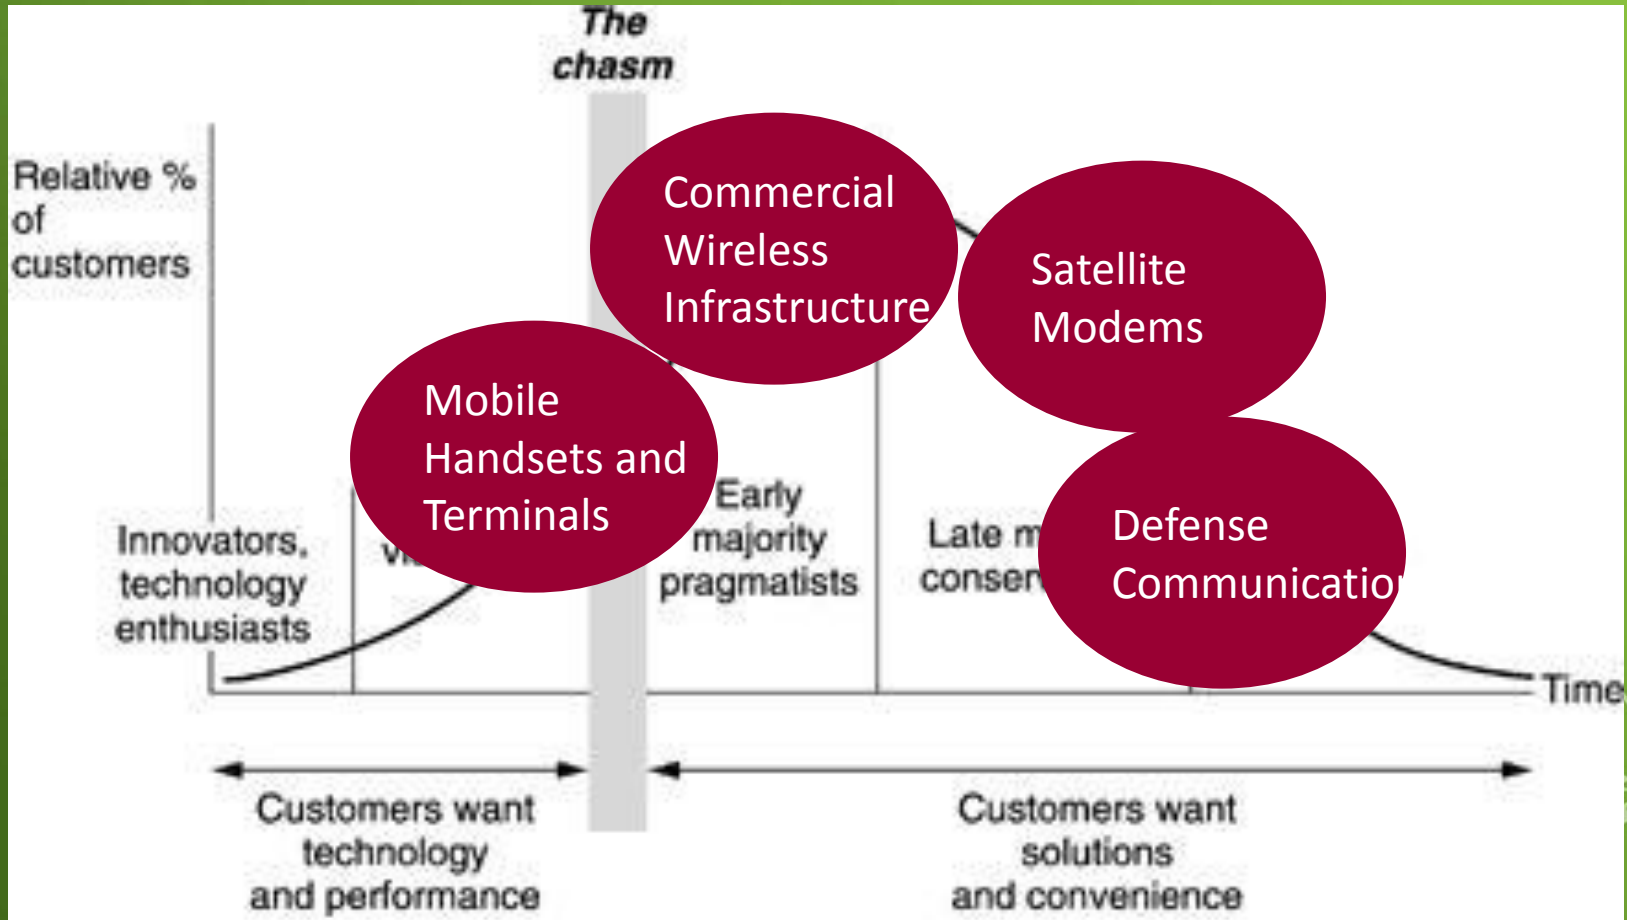 The
chasm
Relative %
of
customers
Commercial
Wireless
Infrastructure
Satellite
Modems
Mobile
Handsets and
Terminals
Innovators,
technology
enthusiasts
Early
majority
pragmatists
Late
Defense
Communicatio
Time
Customers want
technology
and performance
Customers want
solutions
and convenience